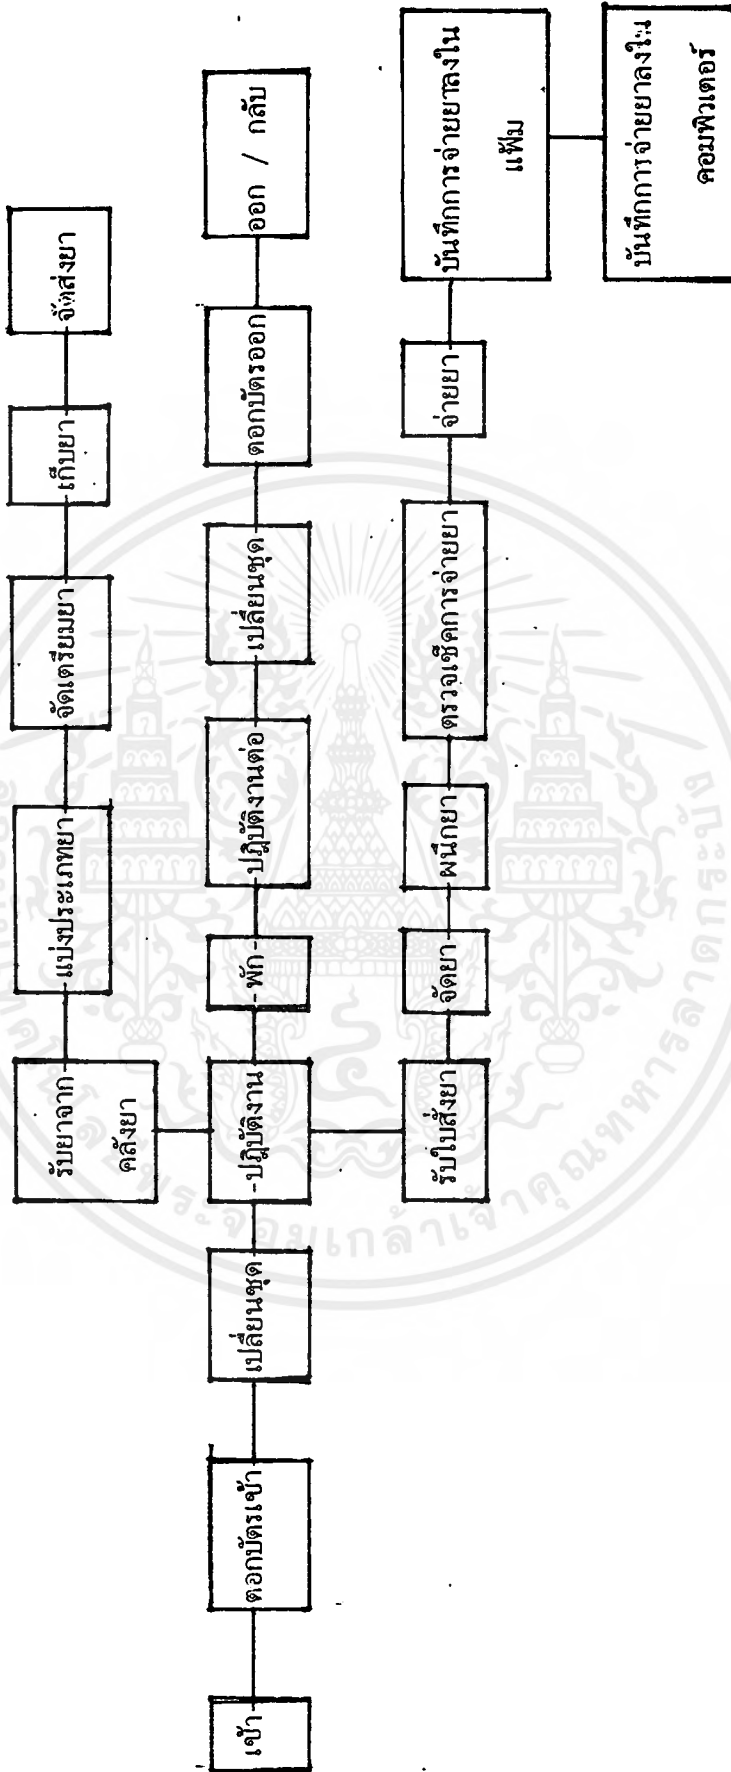 รับยาจาก
คลังยา
แบ่งประเภทยา
จัดเตรียมยา
เก็บยา
จัดส่งยา
เข้า
ตอกบัตรเข้า
เปลี่ยนชุด
ปฏิบัติงาน
พัก
ปฏิบัติงานต่อ
เปลี่ยนชุด
ตอกบัตรออก
ออก / กลับ
รับใบสั่งยา
จัดยา
ผนึกยา
ตรวจเช็คการจ่ายยา
จ่ายยา
บันทึกการจ่ายยาลงใน
แฟ้ม
บันทึกการจ่ายยาลงใน
คอมพิวเตอร์